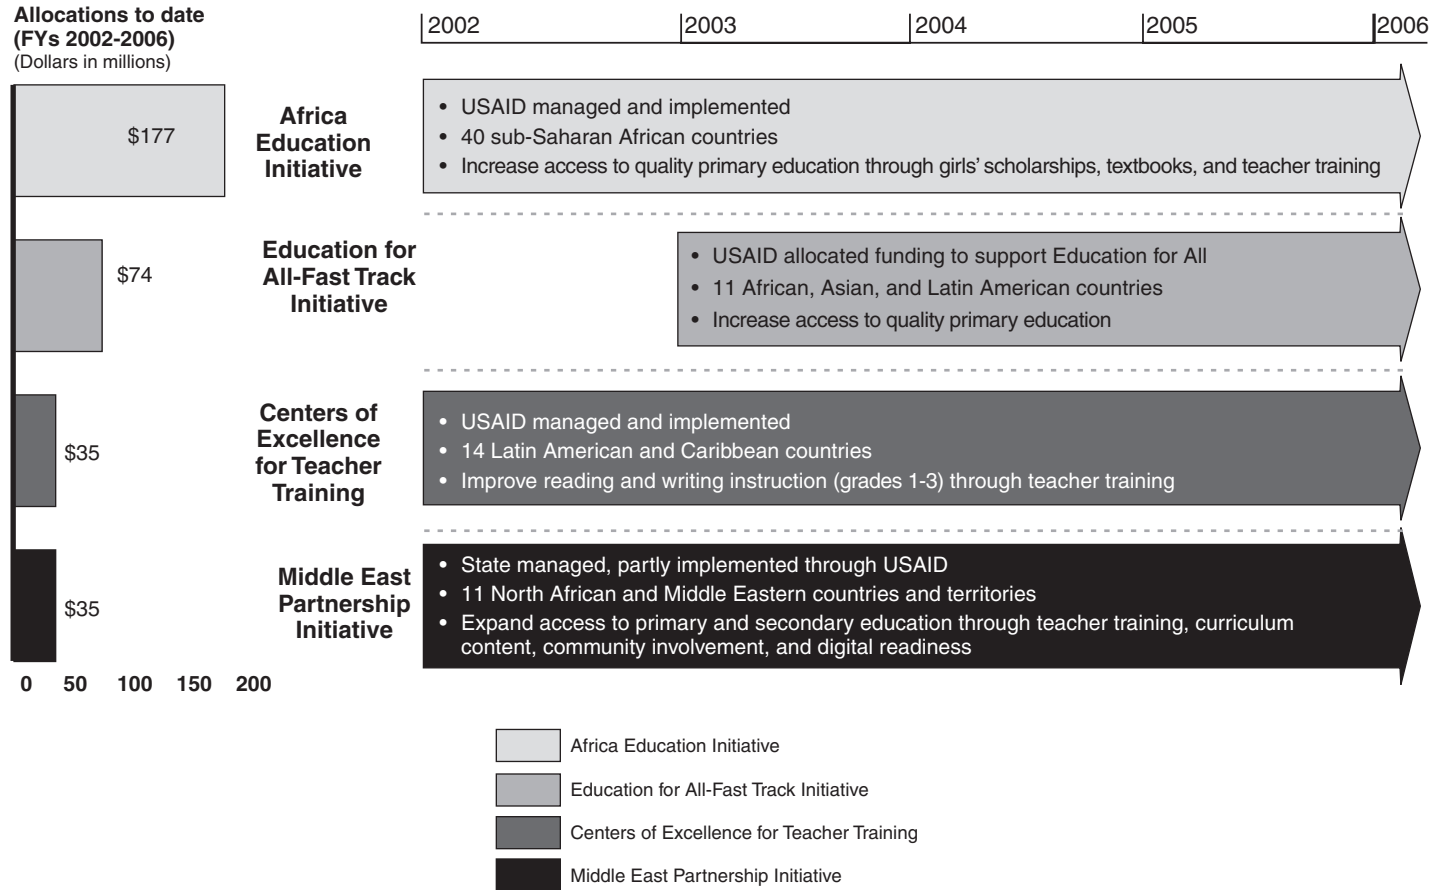 Allocations to date
(FYs 2002-2006)
(Dollars in millions)
2002
2003
2004
2005
2006
$177
Africa
Education
Initiative
• USAID managed and implemented
• 40 sub-Saharan African countries
• Increase access to quality primary education through girls' scholarships, textbooks, and teacher training
$74
Education for
All-Fast Track
Initiative
• USAID allocated funding to support Education for All
• 11 African, Asian, and Latin American countries
• Increase access to quality primary education
$35
Centers of
Excellence
for Teacher
Training
• USAID managed and implemented
• 14 Latin American and Caribbean countries
• Improve reading and writing instruction (grades 1-3) through teacher training
$35
Middle East
Partnership
Initiative
• State managed, partly implemented through USAID
• 11 North African and Middle Eastern countries and territories
• Expand access to primary and secondary education through teacher training, curriculum
content, community involvement, and digital readiness
0 50 100 150 200
Africa Education Initiative
Education for All-Fast Track Initiative
Centers of Excellence for Teacher Training
Middle East Partnership Initiative